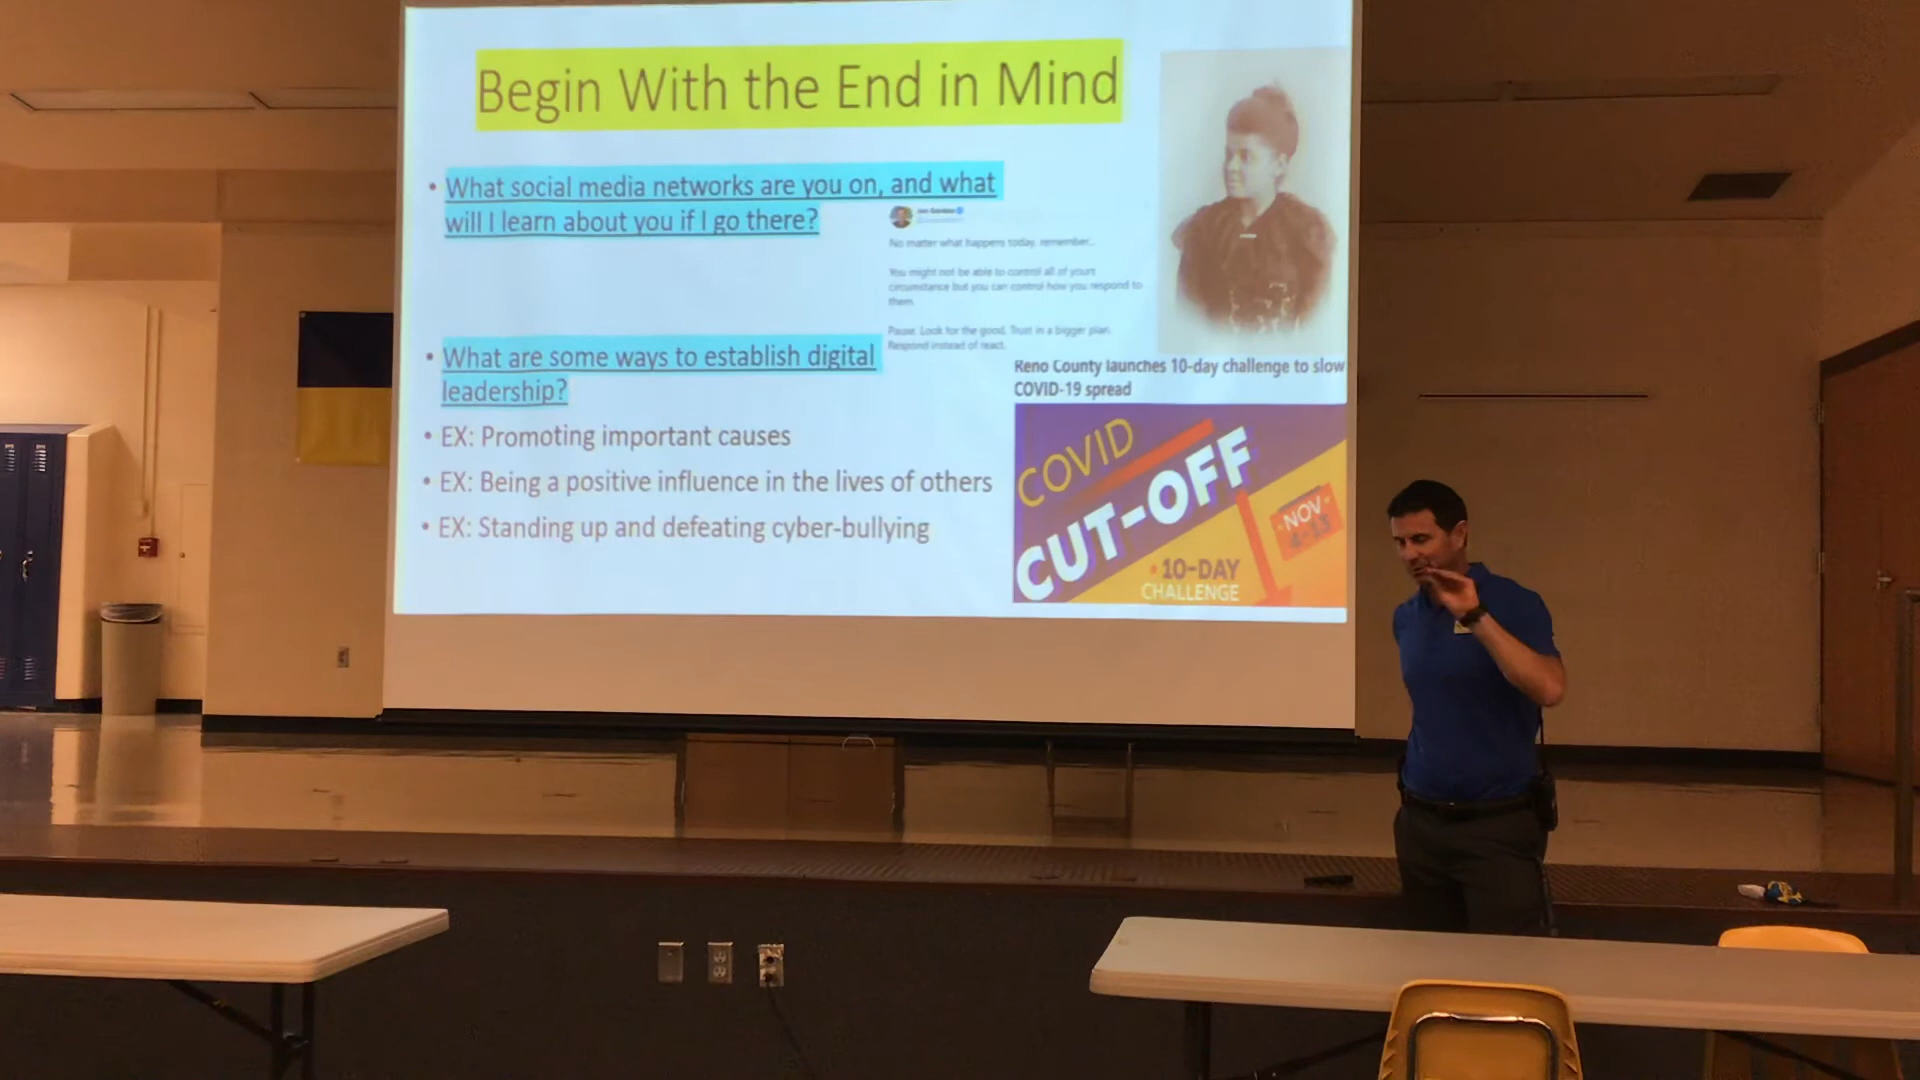 Begin With the End in Mind
• What social media networks are you on, and what
will I learn about you if I go there?
No matter what happens today, remember...
You might not be able to control all of yours
circumstance but you can control how you respond to
them.
Pause. Look for the good. Trust in a bigger plan.
Respond instead of react.
• What are some ways to establish digital
leadership?
• EX: Promoting important causes
• EX: Being a positive influence in the lives of others
• EX: Standing up and defeating cyber-bullying
Reno County launches 10-day challenge to slow
COVID-19 spread
COVID
CUT-OFF
NOV
4-13
10-DAY
CHALLENGE